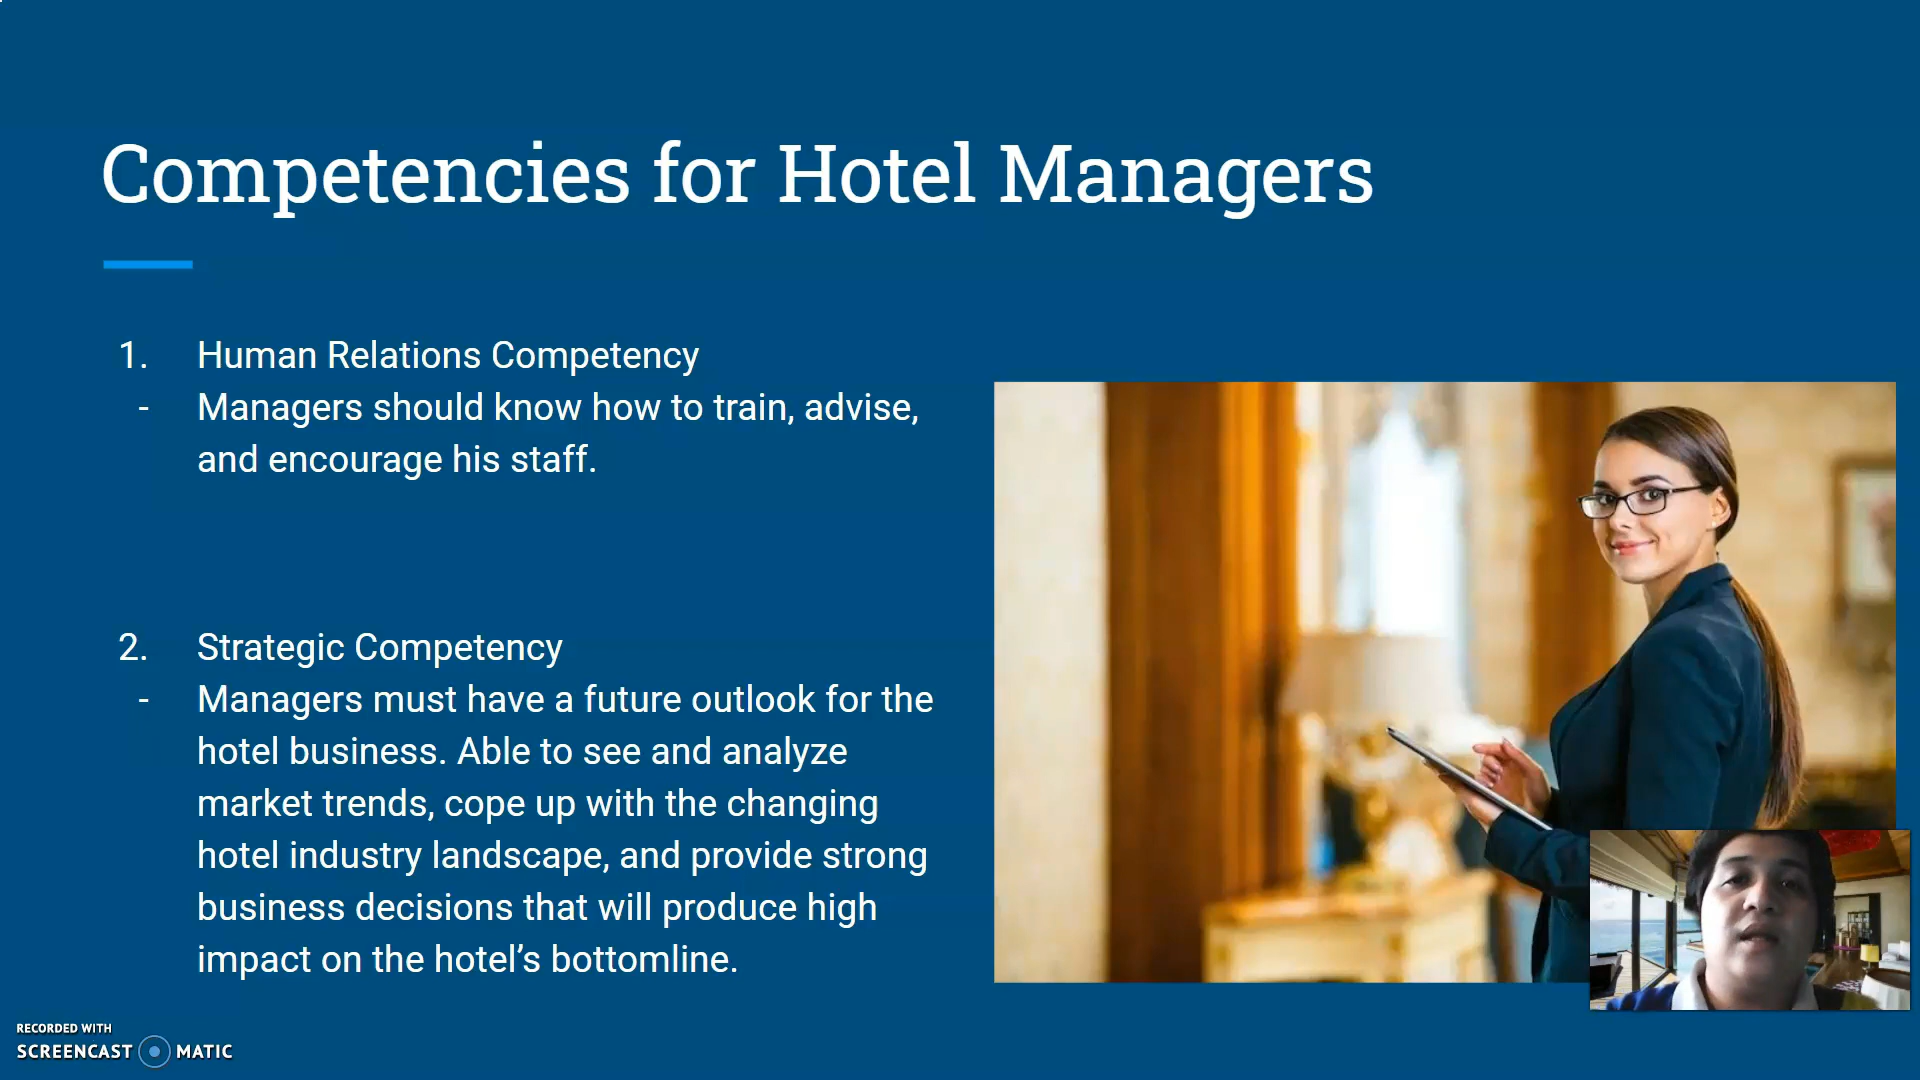 Competencies for Hotel Managers
1. Human Relations Competency
- Managers should know how to train, advise,
and encourage his staff.
2. Strategic Competency
- Managers must have a future outlook for the
hotel business. Able to see and analyze
market trends, cope up with the changing
hotel industry landscape, and provide strong
business decisions that will produce high
impact on the hotel’s bottomline.
RECORDED WITH
SCREENCAST MATIC